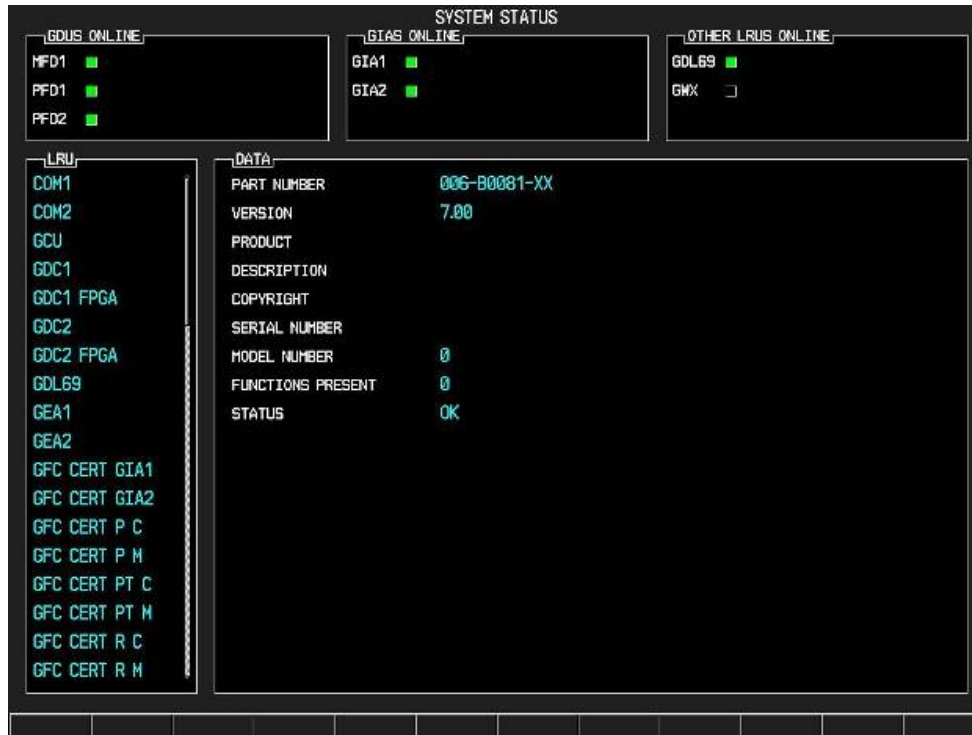 SYSTEM STATUS
GDUS ONLINE
MFD1
PFD1
PFD2
GIAS ONLINE
GIA1
GIA2
OTHER LRUS ONLINE
GDL69
GWX
LRU
COM1
COM2
GCU
GDC1
GDC1 FPGA
GDC2
GDC2 FPGA
GDL69
GEA1
GEA2
GFC CERT GIA1
GFC CERT GIA2
GFC CERT P C
GFC CERT P M
GFC CERT PT C
GFC CERT PT M
GFC CERT R C
GFC CERT R M
DATA
PART NUMBER 006-B0081-XX
VERSION 7.00
PRODUCT
DESCRIPTION
COPYRIGHT
SERIAL NUMBER
MODEL NUMBER 0
FUNCTIONS PRESENT 0
STATUS OK